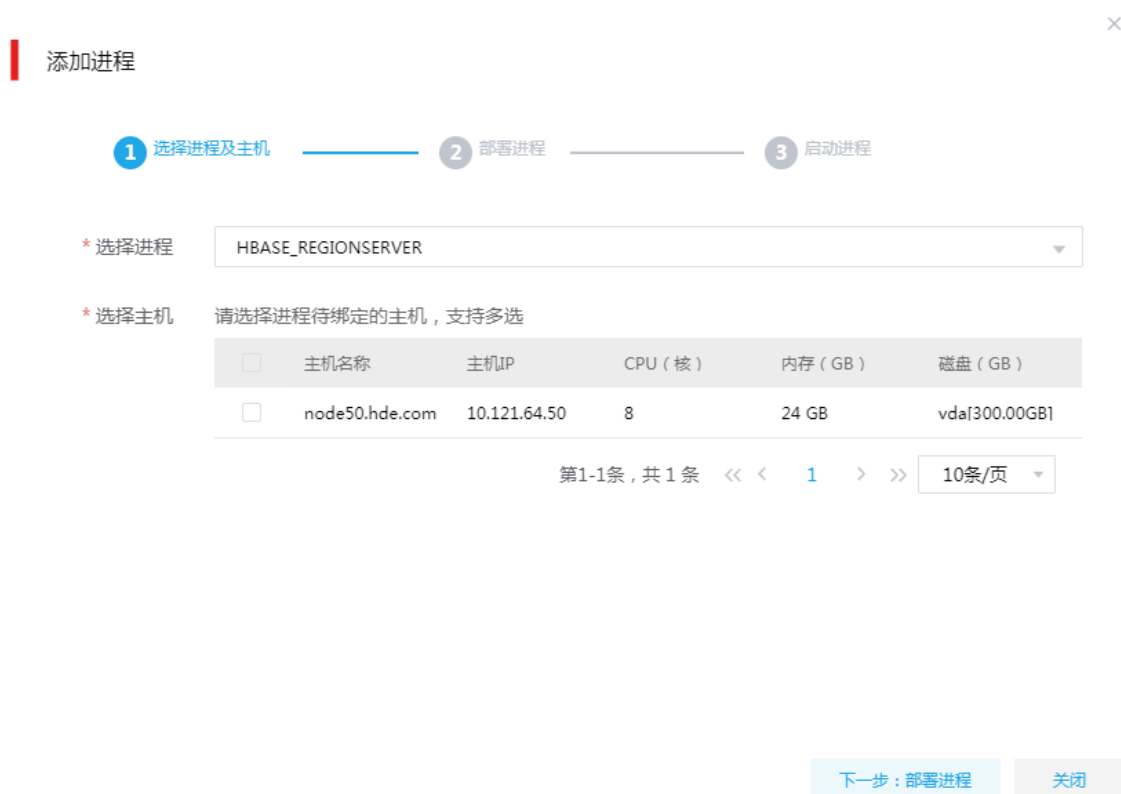 添加进程
1 选择进程及主机 2 部署进程 3 启动进程
* 选择进程 HBASE_REGIONSERVER
* 选择主机 请选择进程待绑定的主机，支持多选
主机名称 主机IP CPU（核） 内存（GB） 磁盘（GB）
node50.hde.com 10.121.64.50 8 24 GB vda[300.00GB]
第1-1条，共 1 条 << < 1 > >> 10条/页
下一步：部署进程 关闭